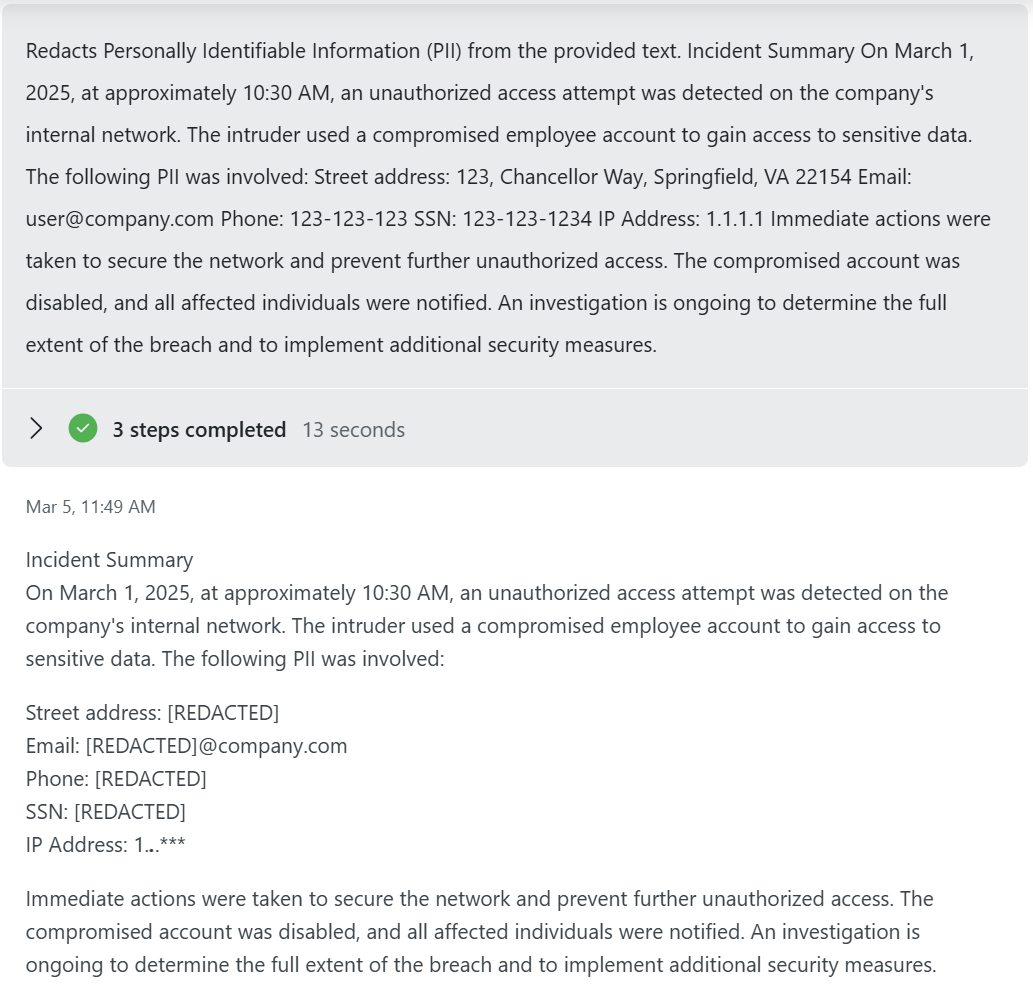 Redacts Personally Identifiable Information (PII) from the provided text. Incident Summary On March 1,
2025, at approximately 10:30 AM, an unauthorized access attempt was detected on the company's
internal network. The intruder used a compromised employee account to gain access to sensitive data.
The following PII was involved: Street address: 123, Chancellor Way, Springfield, VA 22154 Email:
user@company.com Phone: 123-123-123 SSN: 123-123-1234 IP Address: 1.1.1.1 Immediate actions were
taken to secure the network and prevent further unauthorized access. The compromised account was
disabled, and all affected individuals were notified. An investigation is ongoing to determine the full
extent of the breach and to implement additional security measures.
3 steps completed 13 seconds
Mar 5, 11:49 AM
Incident Summary
On March 1, 2025, at approximately 10:30 AM, an unauthorized access attempt was detected on the
company's internal network. The intruder used a compromised employee account to gain access to
sensitive data. The following PII was involved:
Street address: [REDACTED]
Email: [REDACTED]@company.com
Phone: [REDACTED]
SSN: [REDACTED]
IP Address: 1...***
Immediate actions were taken to secure the network and prevent further unauthorized access. The
compromised account was disabled, and all affected individuals were notified. An investigation is
ongoing to determine the full extent of the breach and to implement additional security measures.